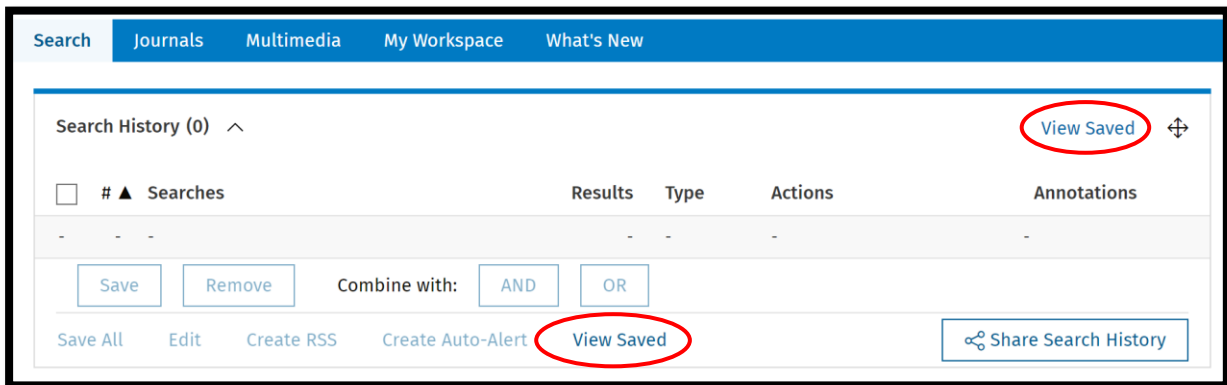 Search Journals Multimedia My Workspace What's New
Search History (0) View Saved
# ▲ Searches Results Type Actions Annotations
- - - - - - -
Save Remove Combine with: AND OR
Save All Edit Create RSS Create Auto-Alert View Saved Share Search History